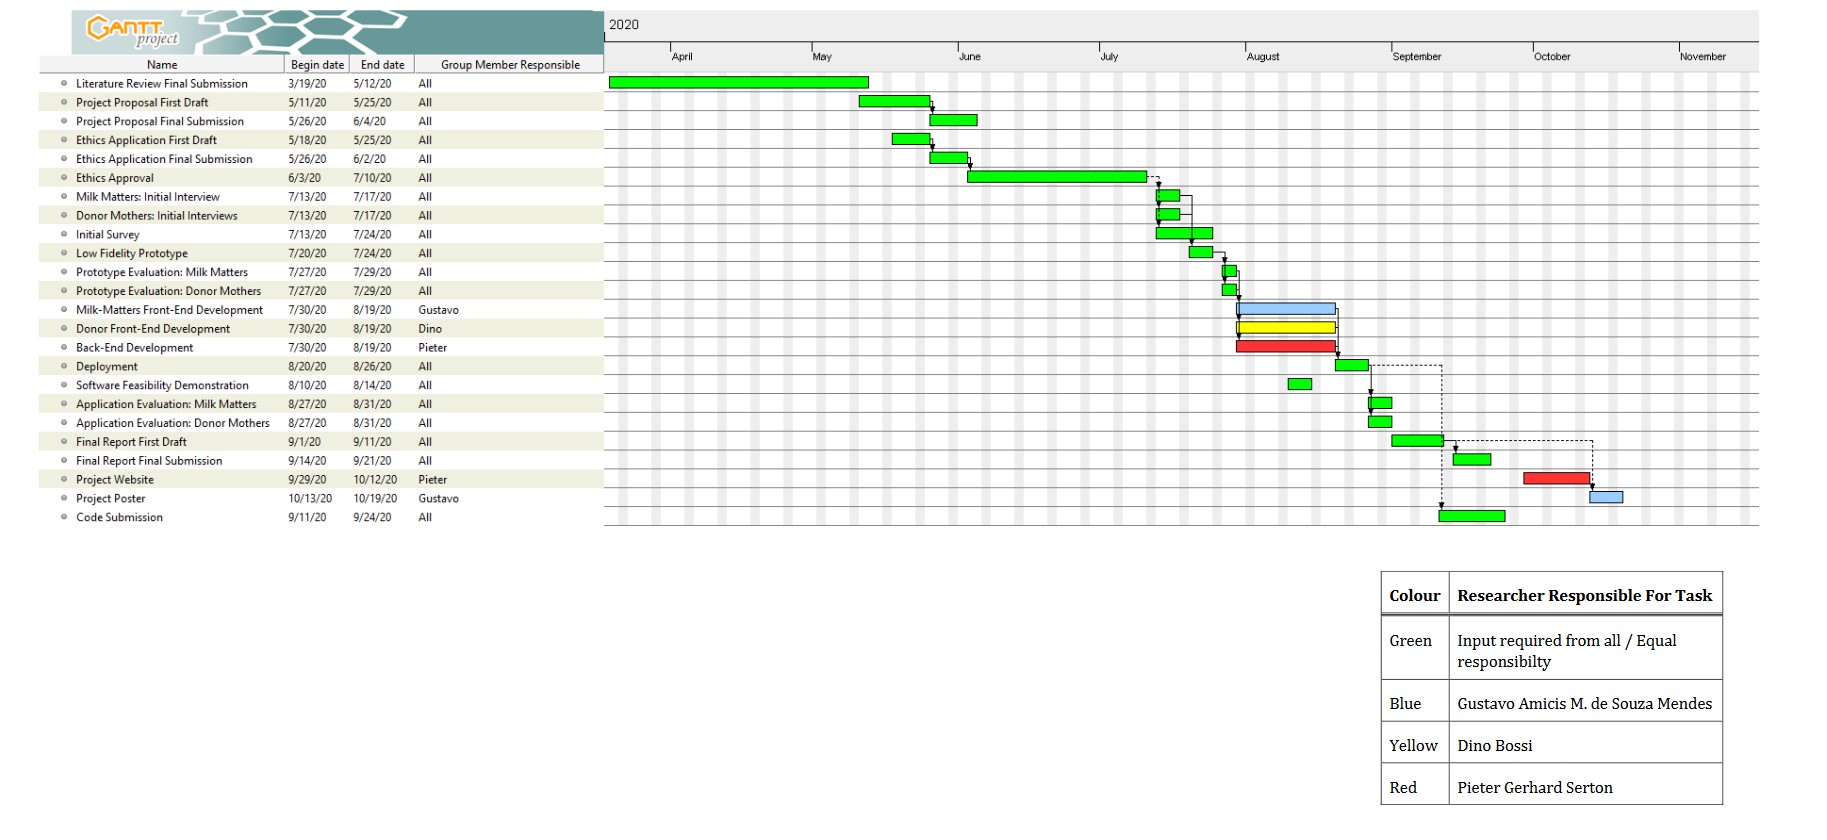 GANTT
project
2020
April May June July August September October November
Name Begin date End date Group Member Responsible
Literature Review Final Submission 3/19/20 5/12/20 All
Project Proposal First Draft 5/11/20 5/25/20 All
Project Proposal Final Submission 5/26/20 6/4/20 All
Ethics Application First Draft 5/18/20 5/25/20 All
Ethics Application Final Submission 5/26/20 6/2/20 All
Ethics Approval 6/3/20 7/10/20 All
Milk Matters: Initial Interview 7/13/20 7/17/20 All
Donor Mothers: Initial Interviews 7/13/20 7/17/20 All
Initial Survey 7/13/20 7/24/20 All
Low Fidelity Prototype 7/20/20 7/24/20 All
Prototype Evaluation: Milk Matters 7/27/20 7/29/20 All
Prototype Evaluation: Donor Mothers 7/27/20 7/29/20 All
Milk-Matters Front-End Development 7/30/20 8/19/20 Gustavo
Donor Front-End Development 7/30/20 8/19/20 Dino
Back-End Development 7/30/20 8/19/20 Pieter
Deployment 8/20/20 8/26/20 All
Software Feasibility Demonstration 8/10/20 8/14/20 All
Application Evaluation: Milk Matters 8/27/20 8/31/20 All
Application Evaluation: Donor Mothers 8/27/20 8/31/20 All
Final Report First Draft 9/1/20 9/11/20 All
Final Report Final Submission 9/14/20 9/21/20 All
Project Website 9/29/20 10/12/20 Pieter
Project Poster 10/13/20 10/19/20 Gustavo
Code Submission 9/11/20 9/24/20 All
Colour Researcher Responsible For Task
Green Input required from all / Equal
responsibilty
Blue Gustavo Amicis M. de Souza Mendes
Yellow Dino Bossi
Red Pieter Gerhard Serton